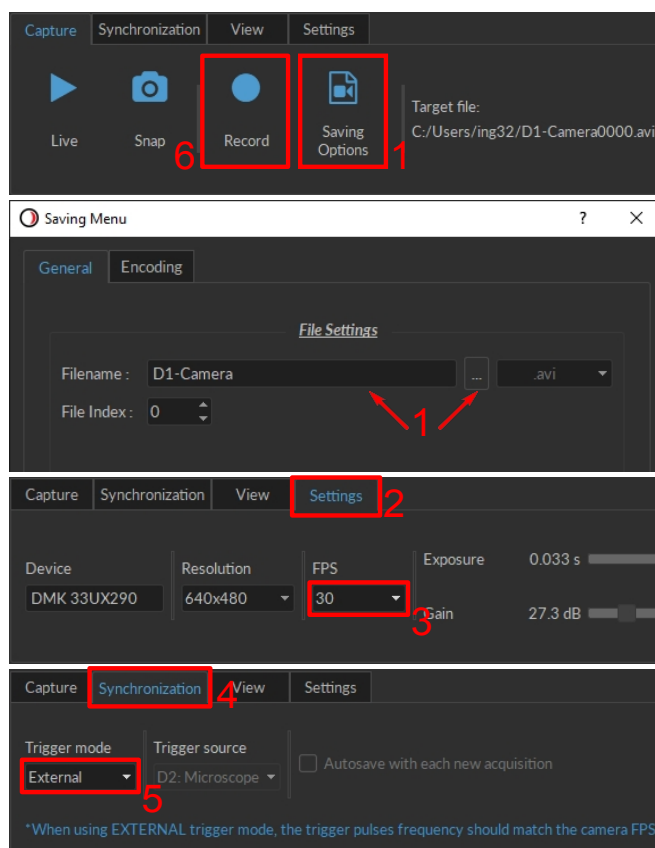 Capture Synchronization View Settings
Target file:
C:/Users/ing32/D1-Camera0000.avi
Live Snap 6 Record Saving Options 1
Saving Menu ? ×
General Encoding
File Settings
Filename : D1-Camera ... .avi
File Index : 0
1
Capture Synchronization View Settings 2
Device Resolution FPS Exposure 0.033 s
DMK 33UX290 640x480 30 3 Gain 27.3 dB
Capture Synchronization 4 View Settings
Trigger mode Trigger source
External D2: Microscope Autosave with each new acquisition
5
*When using EXTERNAL trigger mode, the trigger pulses frequency should match the camera FPS